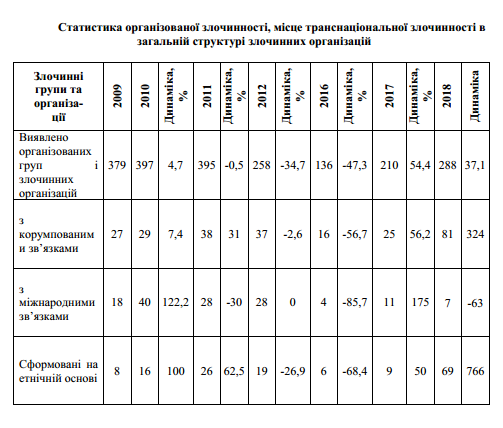 Статистика організованої злочинності, місце транснаціональної злочинності в
загальній структурі злочинних організацій
Злочинні
групи та
організа-
ції
2009
2010
Динаміка,
%
2011
Динаміка,
%
2012
Динаміка,
%
2016
Динаміка,
%
2017
Динаміка,
%
2018
Динаміка
Виявлено
організованих
груп і
злочинних
організацій
379 397 4,7 395 -0,5 258 -34,7 136 -47,3 210 54,4 288 37,1
з
корумпованим
и зв’язками
27 29 7,4 38 31 37 -2,6 16 -56,7 25 56,2 81 324
з
міжнародними
зв’язками
18 40 122,2 28 -30 28 0 4 -85,7 11 175 7 -63
Сформовані на
етнічній основі
8 16 100 26 62,5 19 -26,9 6 -68,4 9 50 69 766